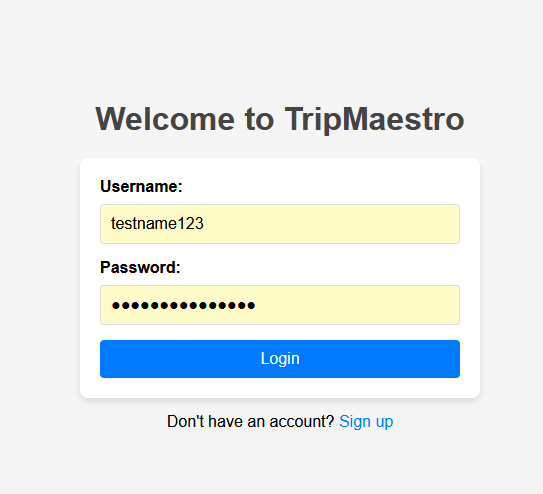 Welcome to TripMaestro
Username:
testname123
Password:
●●●●●●●●●●●●●●●
Login
Don't have an account? Sign up